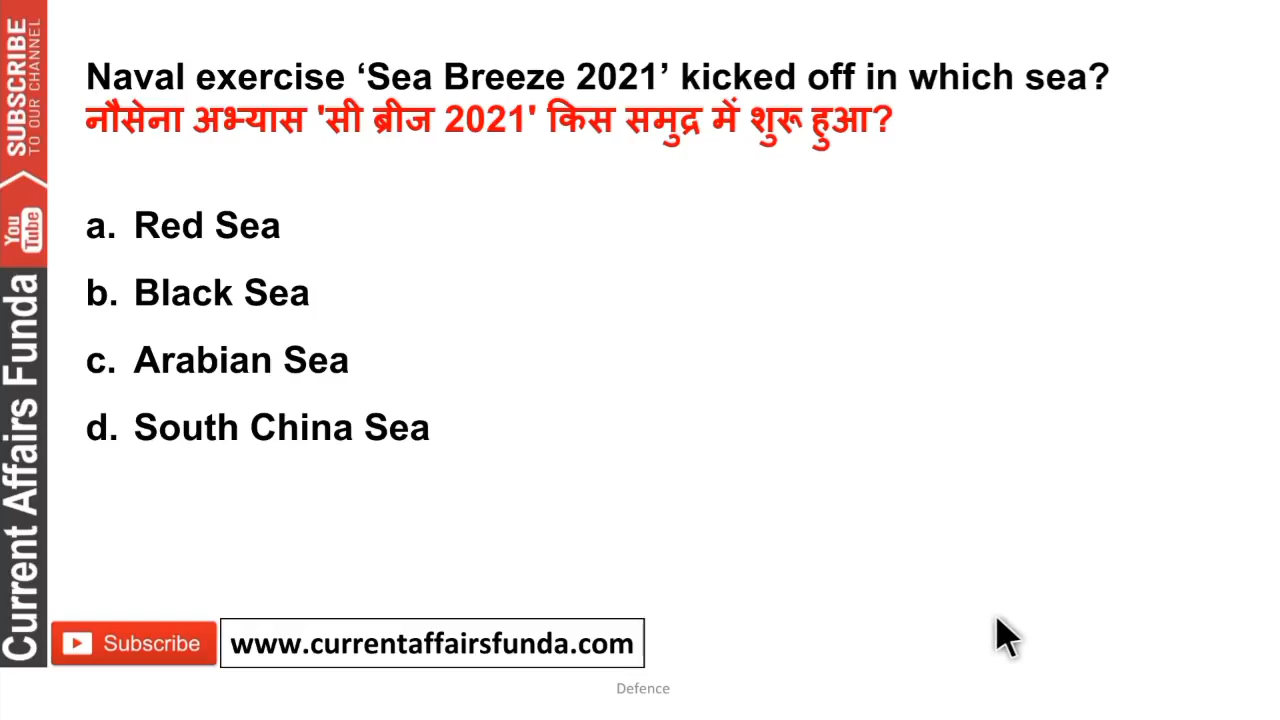 Naval exercise ‘Sea Breeze 2021’ kicked off in which sea?
नौसेना अभ्यास 'सी ब्रीज 2021' किस समुद्र में शुरू हुआ?
a. Red Sea
b. Black Sea
c. Arabian Sea
d. South China Sea
SUBSCRIBE
TO OUR CHANNEL
You
Tube
Current Affairs Funda
Subscribe
www.currentaffairsfunda.com
Defence